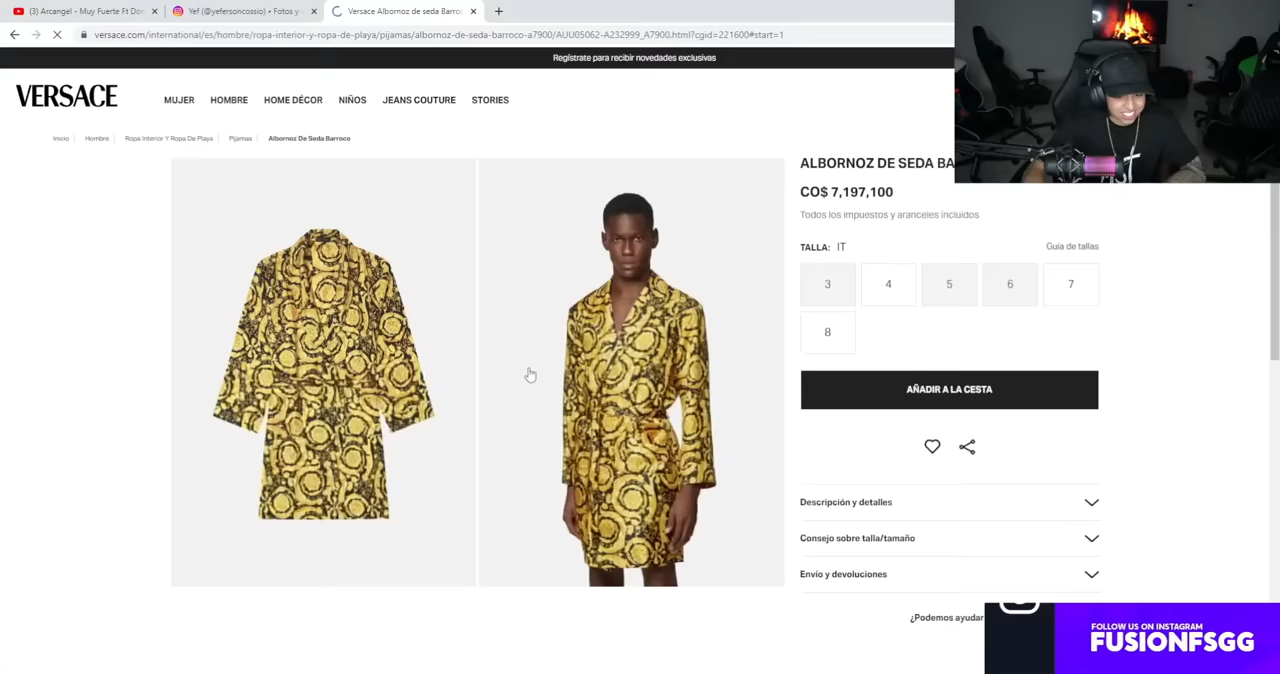 (3) Arcangel - Muy Fuerte Ft Don
Yef (@yefersoncossio) • Fotos y
Versace Albornoz de seda Barroc
versace.com/international/es/hombre/ropa-interior-y-ropa-de-playa/pijamas/albornoz-de-seda-barroco-a7900/AUU05062-A232999_A7900.html?cgid=221600#start=1
Regístrate para recibir novedades exclusivas
VERSACE
MUJER HOMBRE HOME DÉCOR NIÑOS JEANS COUTURE STORIES
Inicio Hombre Ropa Interior Y Ropa De Playa Pijamas Albornoz De Seda Barroco
ALBORNOZ DE SEDA BA
CO$ 7,197,100
Todos los impuestos y aranceles incluidos
TALLA: IT Guía de tallas
3 4 5 6 7
8
AÑADIR A LA CESTA
Descripción y detalles
Consejo sobre talla/tamaño
Envío y devoluciones
¿Podemos ayudar
FOLLOW US ON INSTAGRAM
FUSIONFSGG